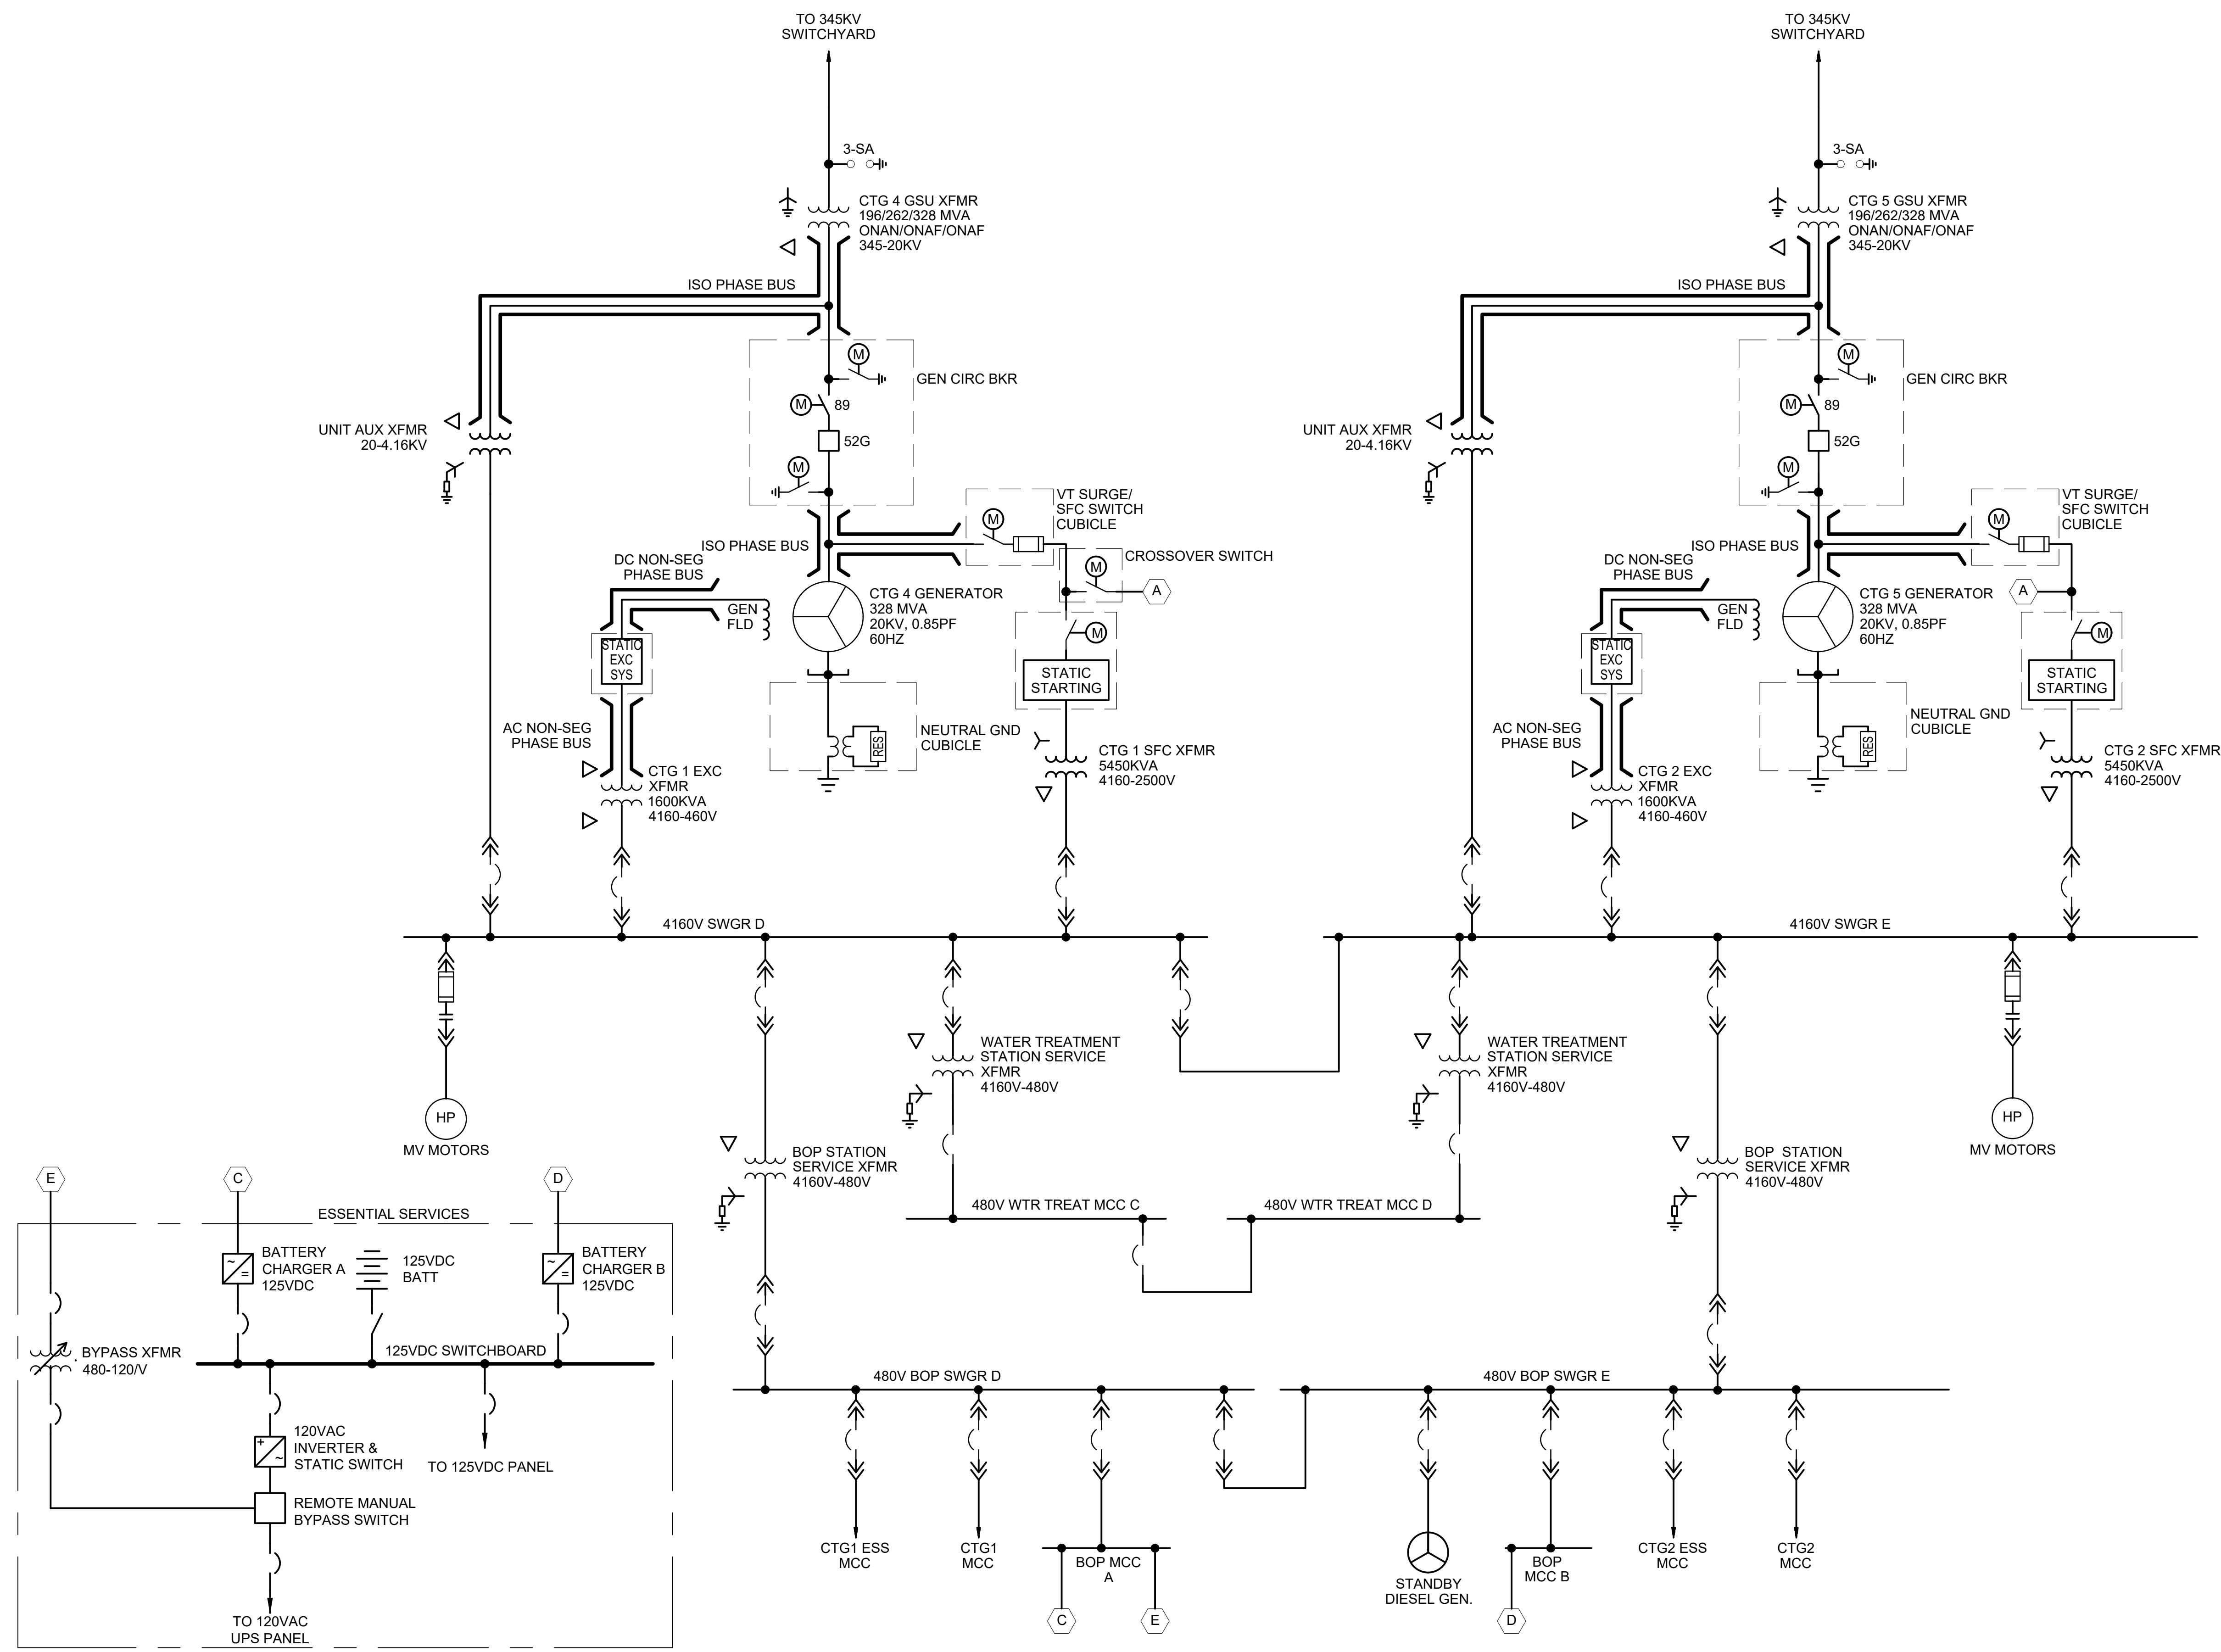 TO 345KV
SWITCHYARD
3-SA
CTG 4 GSU XFMR
196/262/328 MVA
ONAN/ONAF/ONAF
345-20KV
ISO PHASE BUS
M
GEN CIRC BKR
M
89
UNIT AUX XFMR
20-4.16KV
52G
M
VT SURGE/
SFC SWITCH
CUBICLE
M
ISO PHASE BUS
CROSSOVER SWITCH
M
A
DC NON-SEG
PHASE BUS
GEN
FLD
CTG 4 GENERATOR
328 MVA
20KV, 0.85PF
60HZ
M
STATIC
EXC
SYS
STATIC
STARTING
AC NON-SEG
PHASE BUS
NEUTRAL GND
CUBICLE
RES
CTG 1 EXC
XFMR
1600KVA
4160-460V
CTG 1 SFC XFMR
5450KVA
4160-2500V
TO 345KV
SWITCHYARD
3-SA
CTG 5 GSU XFMR
196/262/328 MVA
ONAN/ONAF/ONAF
345-20KV
ISO PHASE BUS
M
GEN CIRC BKR
M
89
UNIT AUX XFMR
20-4.16KV
52G
M
VT SURGE/
SFC SWITCH
CUBICLE
M
ISO PHASE BUS
A
DC NON-SEG
PHASE BUS
GEN
FLD
CTG 5 GENERATOR
328 MVA
20KV, 0.85PF
60HZ
M
STATIC
EXC
SYS
STATIC
STARTING
AC NON-SEG
PHASE BUS
NEUTRAL GND
CUBICLE
RES
CTG 2 EXC
XFMR
1600KVA
4160-460V
CTG 2 SFC XFMR
5450KVA
4160-2500V
4160V SWGR D
4160V SWGR E
HP
MV MOTORS
WATER TREATMENT
STATION SERVICE
XFMR
4160V-480V
WATER TREATMENT
STATION SERVICE
XFMR
4160V-480V
HP
MV MOTORS
BOP STATION
SERVICE XFMR
4160V-480V
BOP  STATION
SERVICE XFMR
4160V-480V
480V WTR TREAT MCC C
480V WTR TREAT MCC D
E
C
D
ESSENTIAL SERVICES
BATTERY
CHARGER A
125VDC
125VDC
BATT
BATTERY
CHARGER B
125VDC
BYPASS XFMR
480-120/V
125VDC SWITCHBOARD
120VAC
INVERTER &
STATIC SWITCH
TO 125VDC PANEL
REMOTE MANUAL
BYPASS SWITCH
TO 120VAC
UPS PANEL
480V BOP SWGR D
480V BOP SWGR E
CTG1 ESS
MCC
CTG1
MCC
BOP MCC
A
C
E
STANDBY
DIESEL GEN.
BOP
MCC B
D
CTG2 ESS
MCC
CTG2
MCC